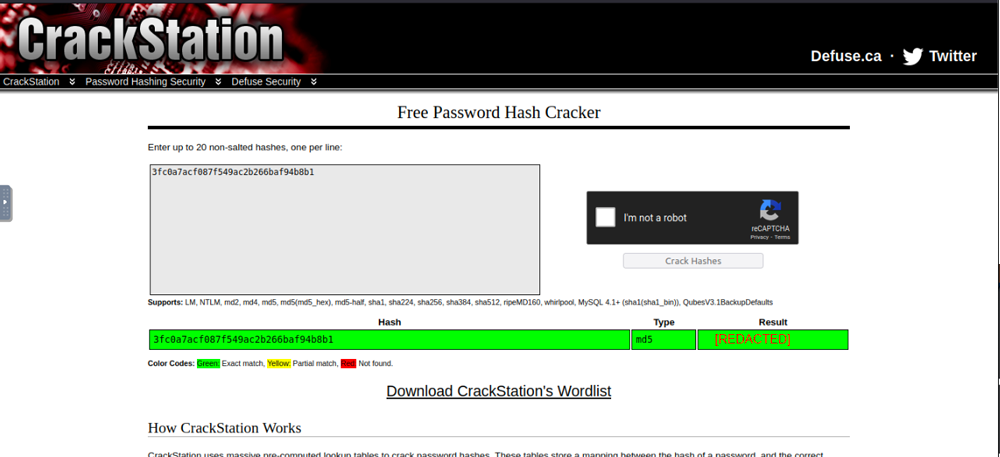 CrackStation
Defuse.ca · Twitter
CrackStation Password Hashing Security Defuse Security
Free Password Hash Cracker
Enter up to 20 non-salted hashes, one per line:
3fc0a7acf087f549ac2b266baf94b8b1
I'm not a robot
reCAPTCHA
Privacy - Terms
Crack Hashes
Supports: LM, NTLM, md2, md4, md5, md5(md5_hex), md5-half, sha1, sha224, sha256, sha384, sha512, ripeMD160, whirlpool, MySQL 4.1+ (sha1(sha1_bin)), QubesV3.1BackupDefaults
Hash Type Result
3fc0a7acf087f549ac2b266baf94b8b1 md5 [REDACTED]
Color Codes: Green: Exact match, Yellow: Partial match, Red: Not found.
Download CrackStation's Wordlist
How CrackStation Works
CrackStation uses massive pre-computed lookup tables to crack password hashes. These tables store a mapping between the hash of a password, and the correct